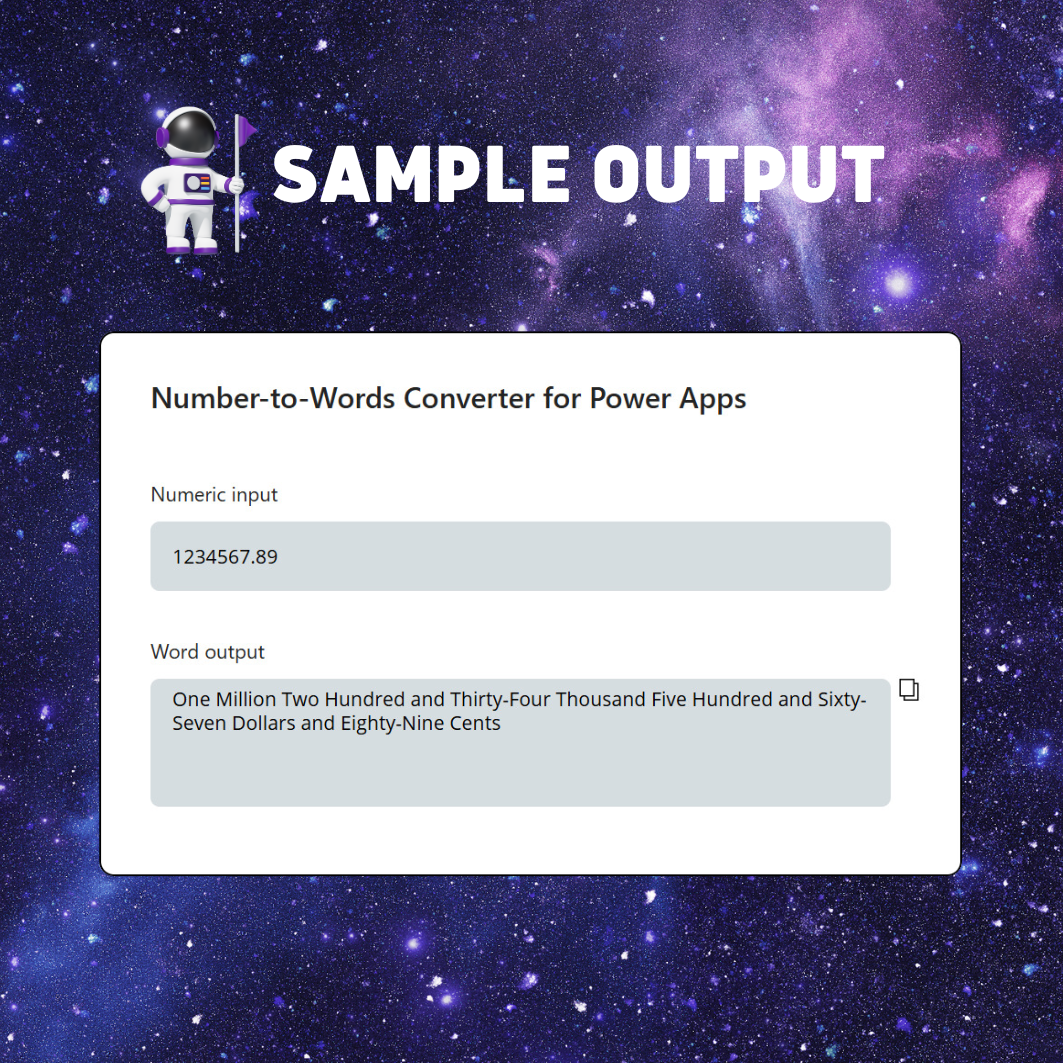 SAMPLE OUTPUT
Number-to-Words Converter for Power Apps
Numeric input
1234567.89
Word output
One Million Two Hundred and Thirty-Four Thousand Five Hundred and Sixty-
Seven Dollars and Eighty-Nine Cents